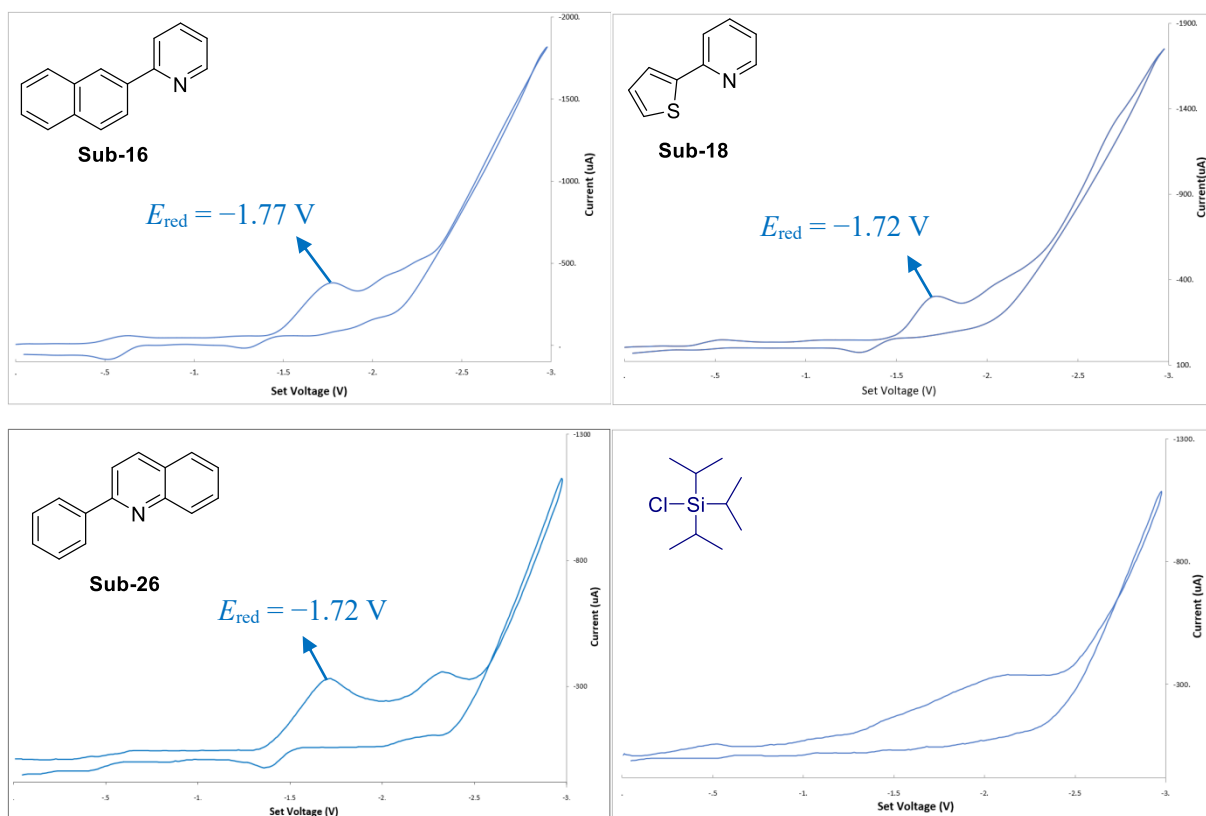 -2000
-1500
-1000
-500.
.
Current (uA)
N
Sub-16
Ered = −1.77 V
. -.5 -1. -1.5 -2. -2.5 -3.
Set Voltage (V)
-1900
-1400
-900.
-400.
100.
Current(uA)
N
S
Sub-18
Ered = −1.72 V
. -.5 -1. -1.5 -2. -2.5 -3.
Set Voltage (V)
-1300
-800
-300
Current (uA)
N
Sub-26
Ered = −1.72 V
. -.5 -1. -1.5 -2. -2.5 -3.
Set Voltage (V)
-1300.
-800.
-300.
Current (uA)
Cl Si
. -.5 -1. -1.5 -2. -2.5 -3.
Set Voltage (V)